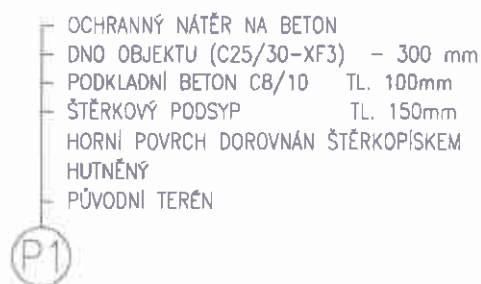 OCHRANNÝ NÁTĚR NA BETON
DNO OBJEKTU (C25/30-XF3) - 300 mm
PODKLADNÍ BETON C8/10 TL. 100mm
ŠTĚRKOVÝ PODSYP TL. 150mm
HORNÍ POVRCH DOROVNÁN ŠTĚRKOPÍSKEM
HUTNĚNÝ
PŮVODNÍ TERÉN
P1